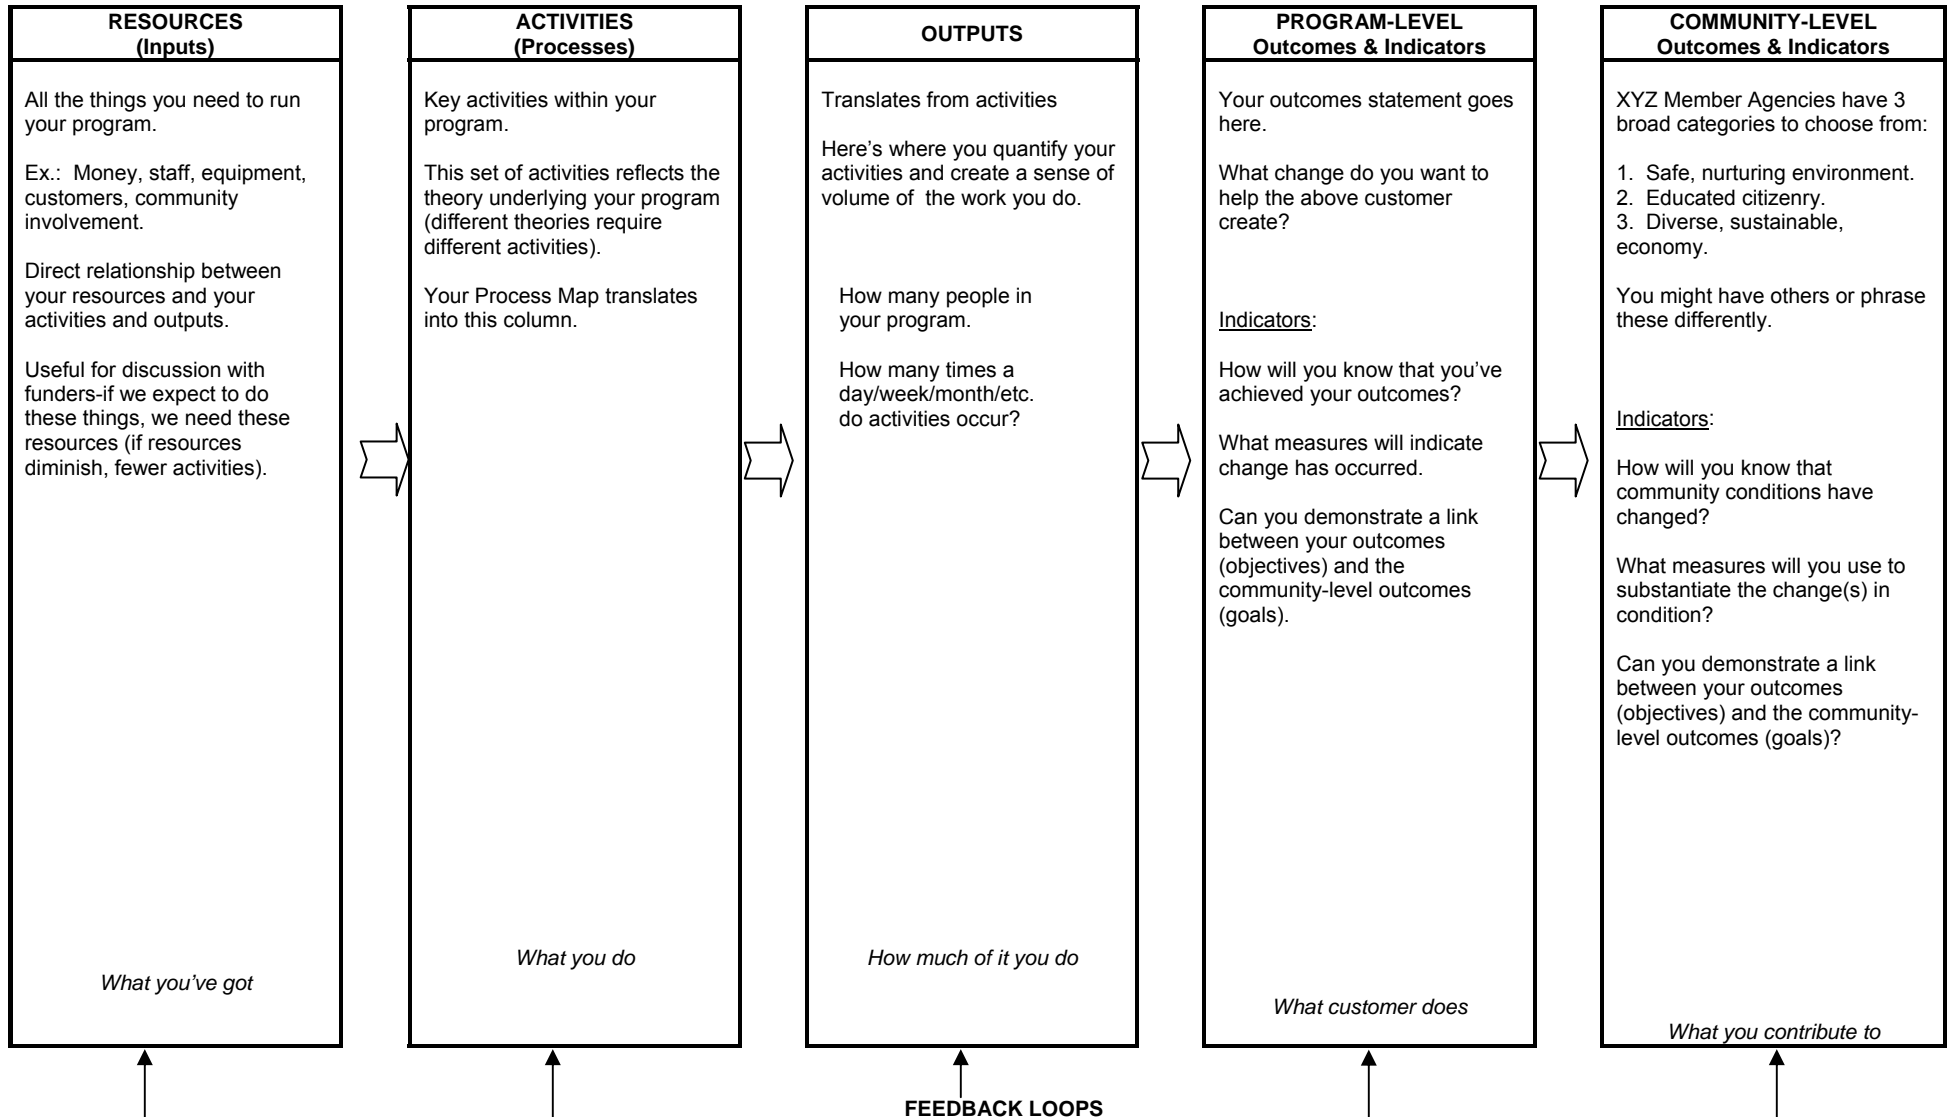 RESOURCES
(Inputs)
All the things you need to run
your program.
Ex.:  Money, staff, equipment,
customers, community
involvement.
Direct relationship between
your resources and your
activities and outputs.
Useful for discussion with
funders-if we expect to do
these things, we need these
resources (if resources
diminish, fewer activities).
What you’ve got
ACTIVITIES
(Processes)
Key activities within your
program.
This set of activities reflects the
theory underlying your program
(different theories require
different activities).
Your Process Map translates
into this column.
What you do
OUTPUTS
Translates from activities
Here’s where you quantify your
activities and create a sense of
volume of  the work you do.
How many people in
your program.
How many times a
day/week/month/etc.
do activities occur?
How much of it you do
PROGRAM-LEVEL
Outcomes & Indicators
Your outcomes statement goes
here.
What change do you want to
help the above customer
create?
Indicators:
How will you know that you’ve
achieved your outcomes?
What measures will indicate
change has occurred.
Can you demonstrate a link
between your outcomes
(objectives) and the
community-level outcomes
(goals).
What customer does
COMMUNITY-LEVEL
Outcomes & Indicators
XYZ Member Agencies have 3
broad categories to choose from:
1.  Safe, nurturing environment.
2.  Educated citizenry.
3.  Diverse, sustainable,
economy.
You might have others or phrase
these differently.
Indicators:
How will you know that
community conditions have
changed?
What measures will you use to
substantiate the change(s) in
condition?
Can you demonstrate a link
between your outcomes
(objectives) and the community-
level outcomes (goals)?
What you contribute to
FEEDBACK LOOPS